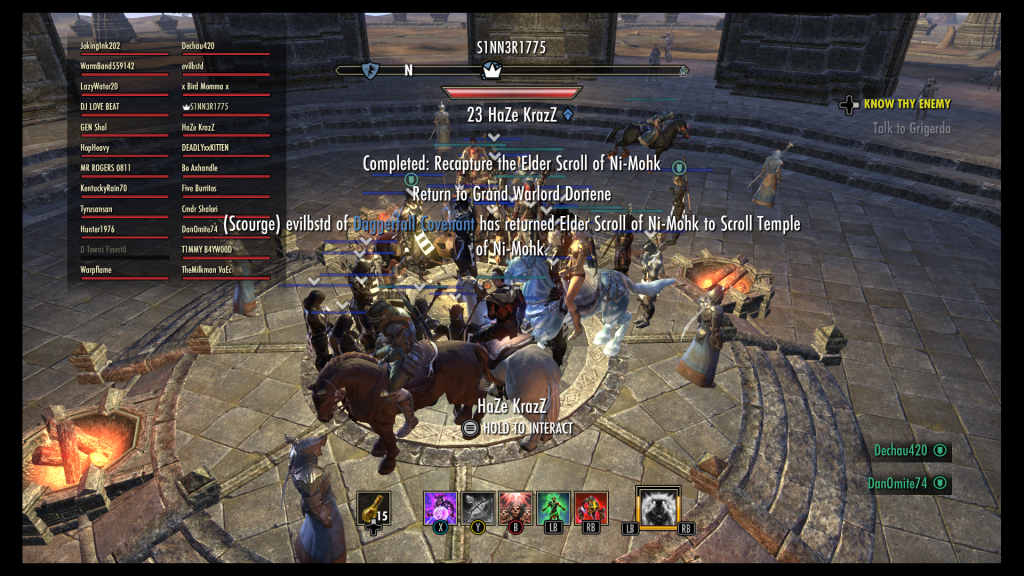 JokingInk202
WarmBand559142
LazyWater20
DJ LOVE BEAT
GEN Shal
HopHeavy
MR ROGERS 0811
KentuckyRain70
Tyrusansan
Hunter1976
D Towns Finest0
Warpflame
Dechau420
evilbstd
x Bird Momma x
S1NN3R1775
HaZe KrazZ
DEADLYxxKITTEN
Bo Axhandle
Five Burritos
Cmdr Shalori
DanOmite74
T1MMY B4YWOOD
TheMilkman VaEc
S1NN3R1775
N
23 HaZe KrazZ
Completed: Recapture the Elder Scroll of Ni-Mohk
Return to Grand Warlord Dortene
(Scourge) evilbstd of Daggerfall Covenant has returned Elder Scroll of Ni-Mohk to Scroll Temple
of Ni-Mohk.
KNOW THY ENEMY
Talk to Grigerda
HaZe KrazZ
HOLD TO INTERACT
Dechau420
DanOmite74
15
X
Y
B
LB
RB
LB
RB